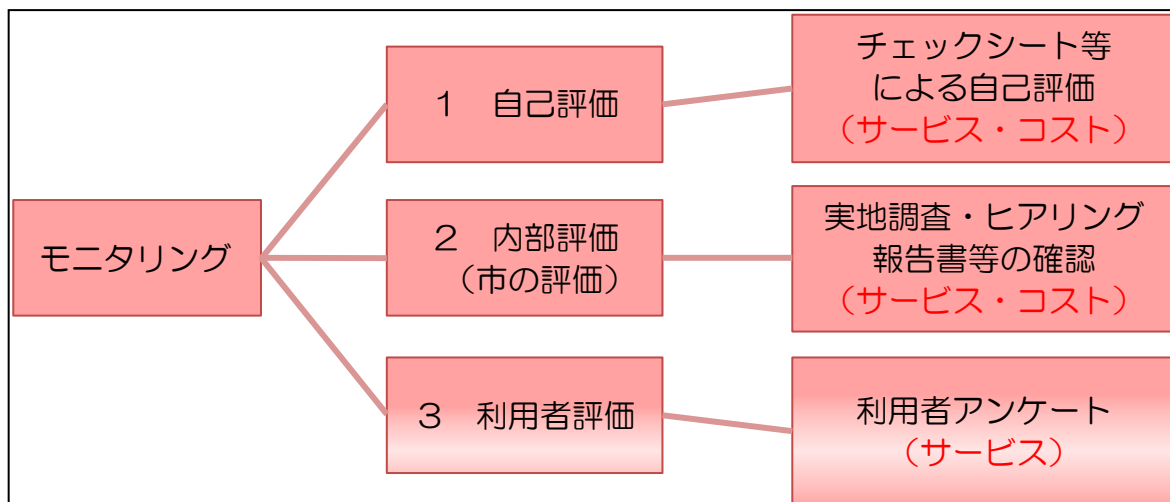 モニタリング
１　自己評価
チェックシート等
による自己評価
（サービス・コスト）
２　内部評価
（市の評価）
実地調査・ヒアリング
報告書等の確認
（サービス・コスト）
３　利用者評価
利用者アンケート
（サービス）